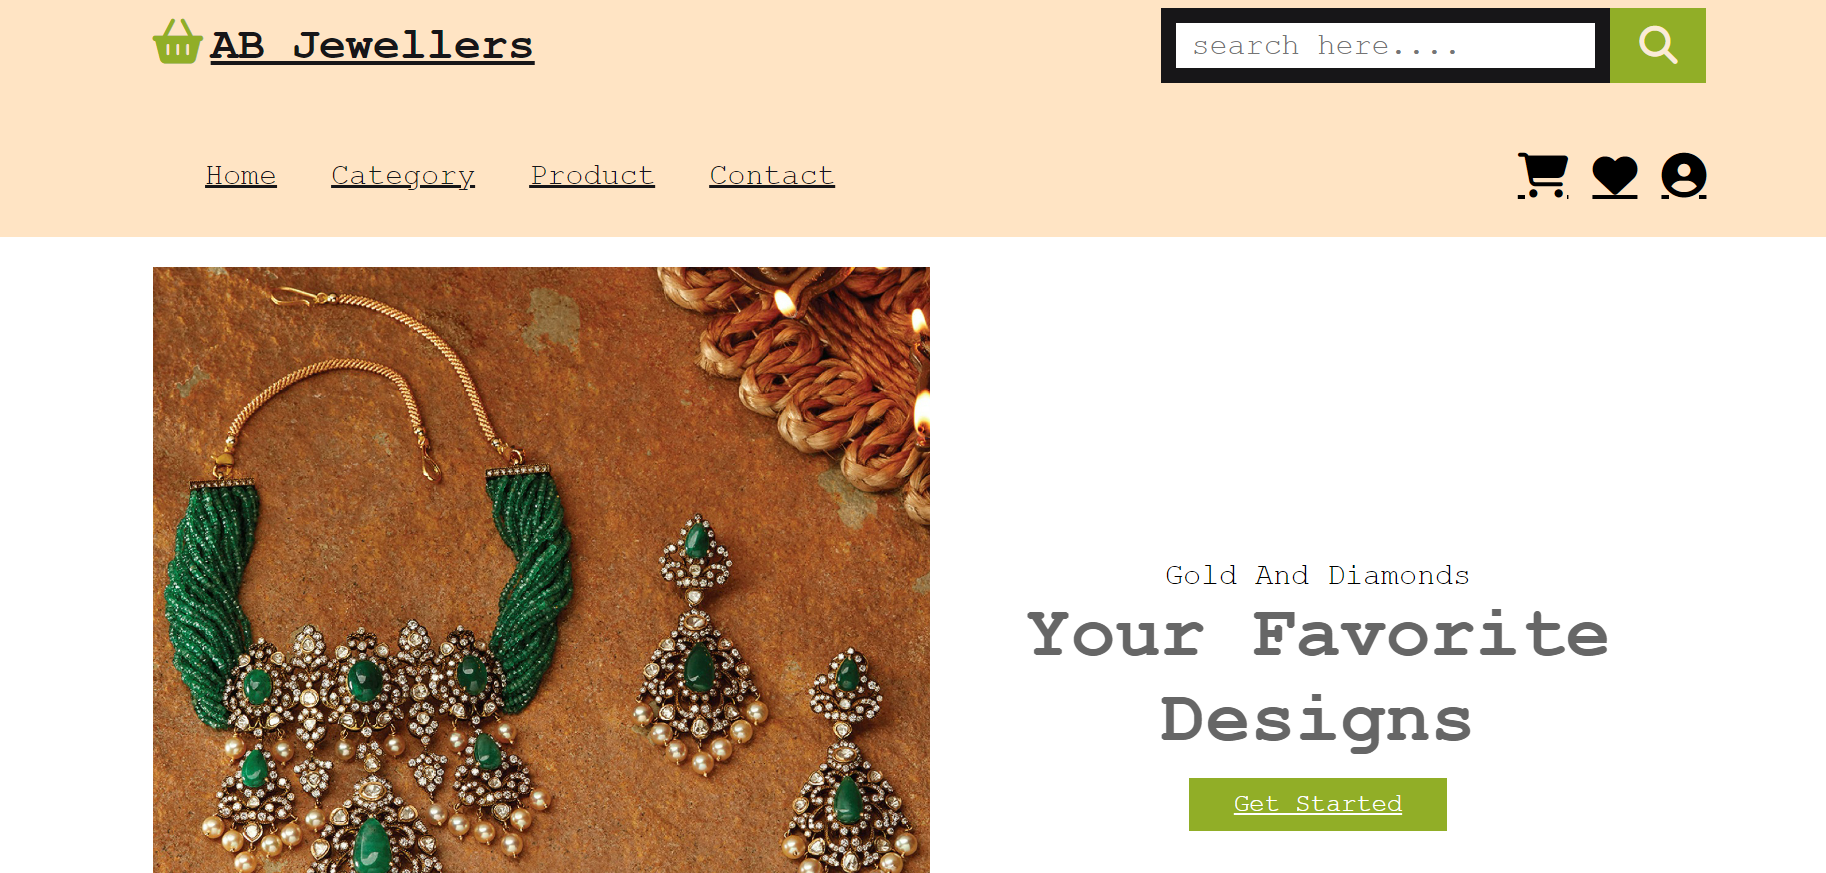 AB Jewellers
search here....
Home Category Product Contact
Gold And Diamonds
Your Favorite
Designs
Get Started